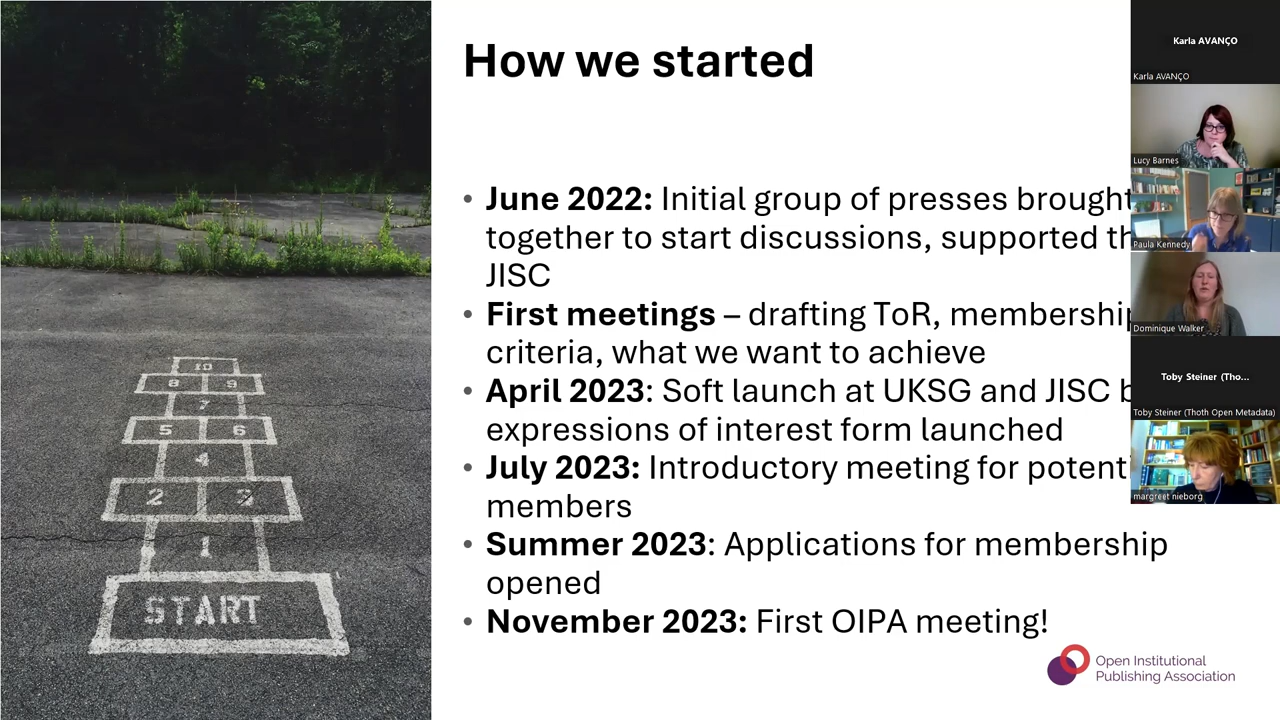 How we started
• June 2022: Initial group of presses brought
together to start discussions, supported
JISC
• First meetings – drafting ToR, membership
criteria, what we want to achieve
• April 2023: Soft launch at UKSG and JISC
expressions of interest form launched
• July 2023: Introductory meeting for
members
• Summer 2023: Applications for membership
opened
• November 2023: First OIPA meeting!
Open Institutional
Publishing Association
10
8 9
7
5 6
4
2 3
1
START
Karla AVANÇO
Karla AVANÇO
Lucy Barnes
Paula Kennedy
Dominique Walker
Toby Steiner (Tho...
Toby Steiner (Thoth Open Metadata)
margreet nieborg